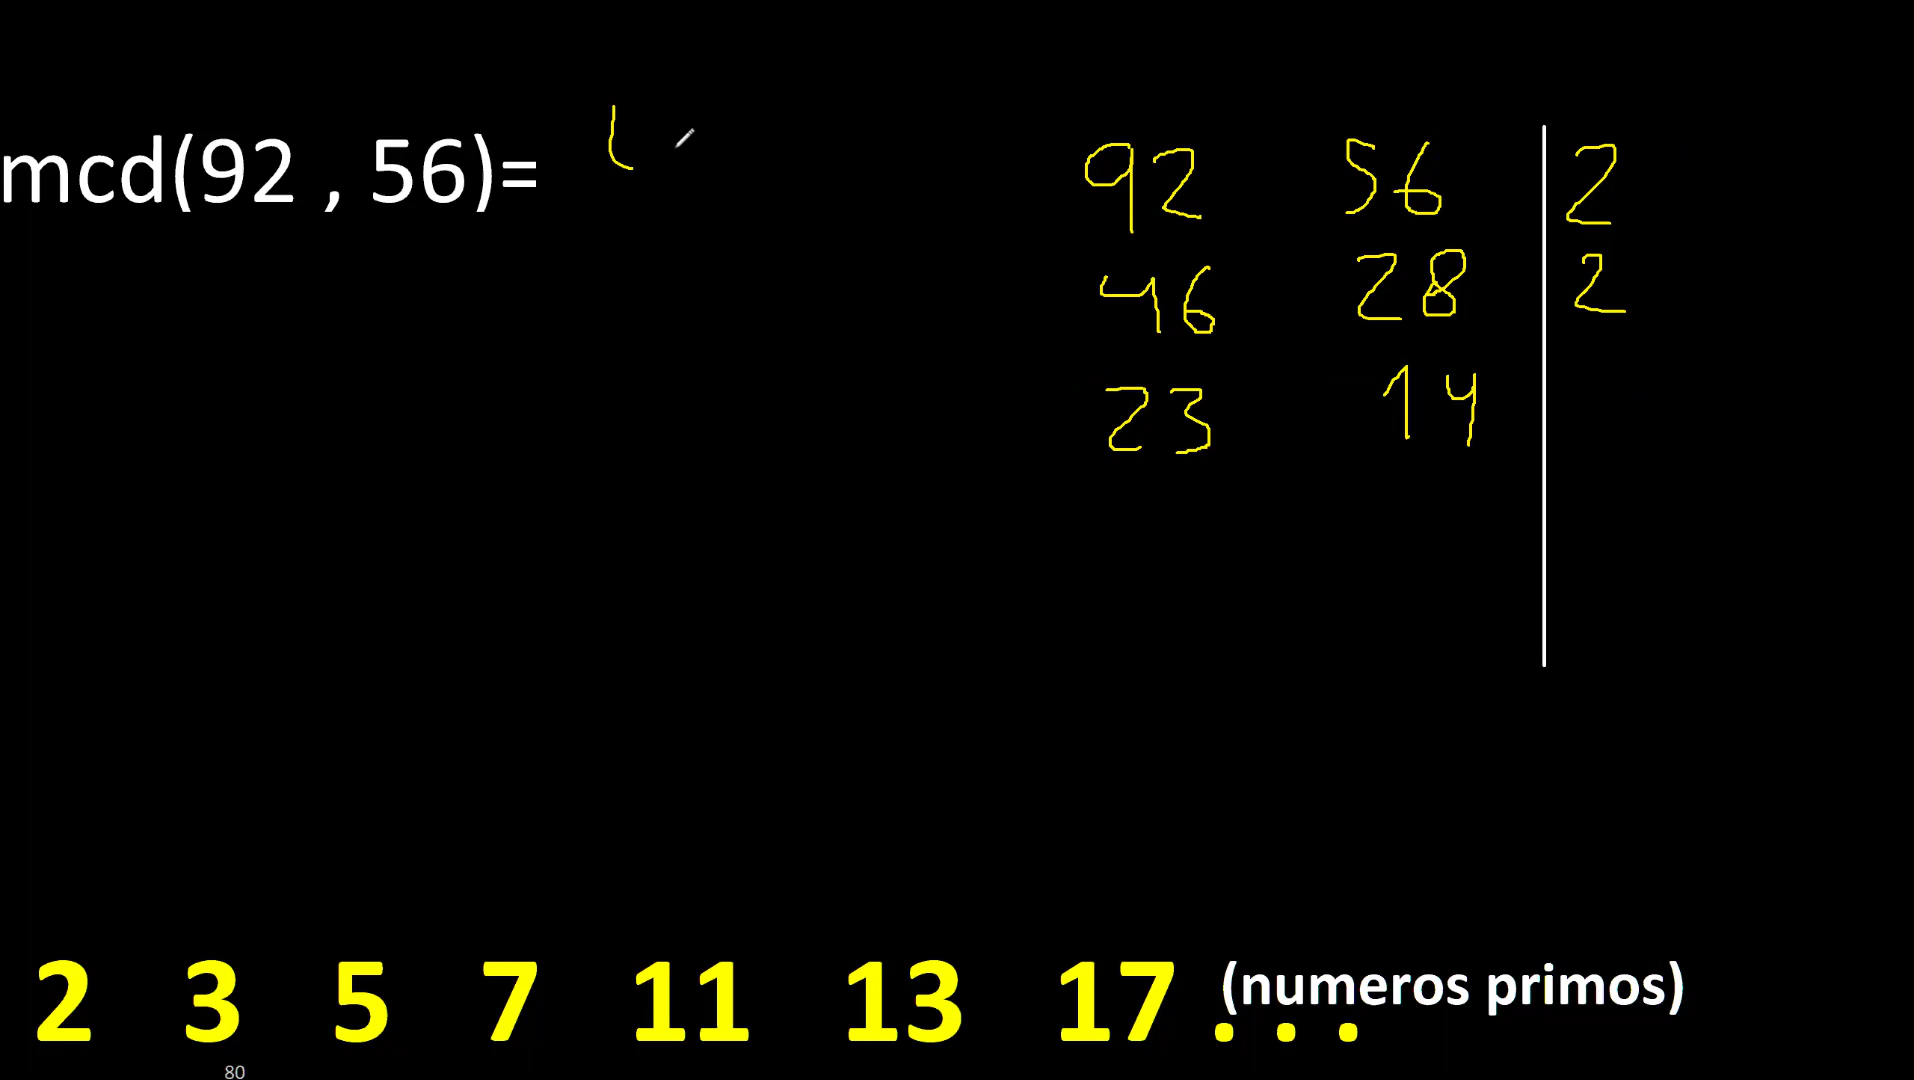 mcd(92 , 56)=
92 56 2
46 28 2
23 14
2 3 5 7 11 13 17 . . . (numeros primos)
80